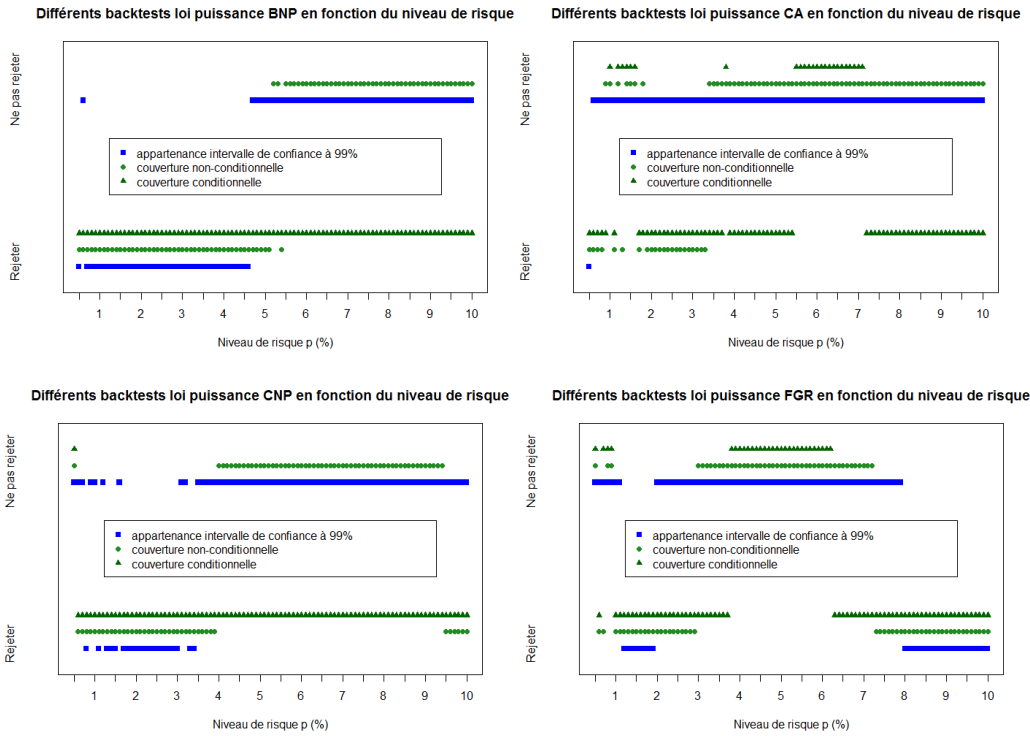 Différents backtests loi puissance BNP en fonction du niveau de risque
Ne pas rejeter
Rejeter
appartenance intervalle de confiance à 99%
couverture non-conditionnelle
couverture conditionnelle
1 2 3 4 5 6 7 8 9 10
Niveau de risque p (%)
Différents backtests loi puissance CA en fonction du niveau de risque
Ne pas rejeter
Rejeter
appartenance intervalle de confiance à 99%
couverture non-conditionnelle
couverture conditionnelle
1 2 3 4 5 6 7 8 9 10
Niveau de risque p (%)
Différents backtests loi puissance CNP en fonction du niveau de risque
Ne pas rejeter
Rejeter
appartenance intervalle de confiance à 99%
couverture non-conditionnelle
couverture conditionnelle
1 2 3 4 5 6 7 8 9 10
Niveau de risque p (%)
Différents backtests loi puissance FGR en fonction du niveau de risque
Ne pas rejeter
Rejeter
appartenance intervalle de confiance à 99%
couverture non-conditionnelle
couverture conditionnelle
1 2 3 4 5 6 7 8 9 10
Niveau de risque p (%)